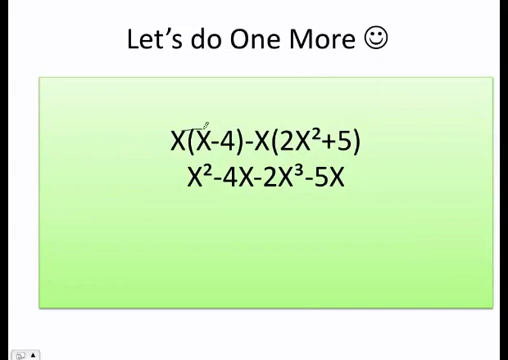 Let's do One More ☺
X(X-4)-X(2X²+5)
X²-4X-2X³-5X